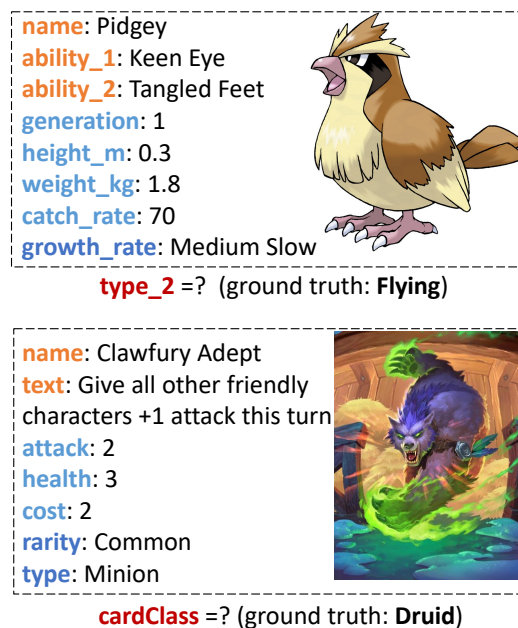 name: Pidgey
ability_1: Keen Eye
ability_2: Tangled Feet
generation: 1
height_m: 0.3
weight_kg: 1.8
catch_rate: 70
growth_rate: Medium Slow
type_2 =? (ground truth: Flying)
name: Clawfury Adept
text: Give all other friendly
characters +1 attack this turn
attack: 2
health: 3
cost: 2
rarity: Common
type: Minion
cardClass =? (ground truth: Druid)